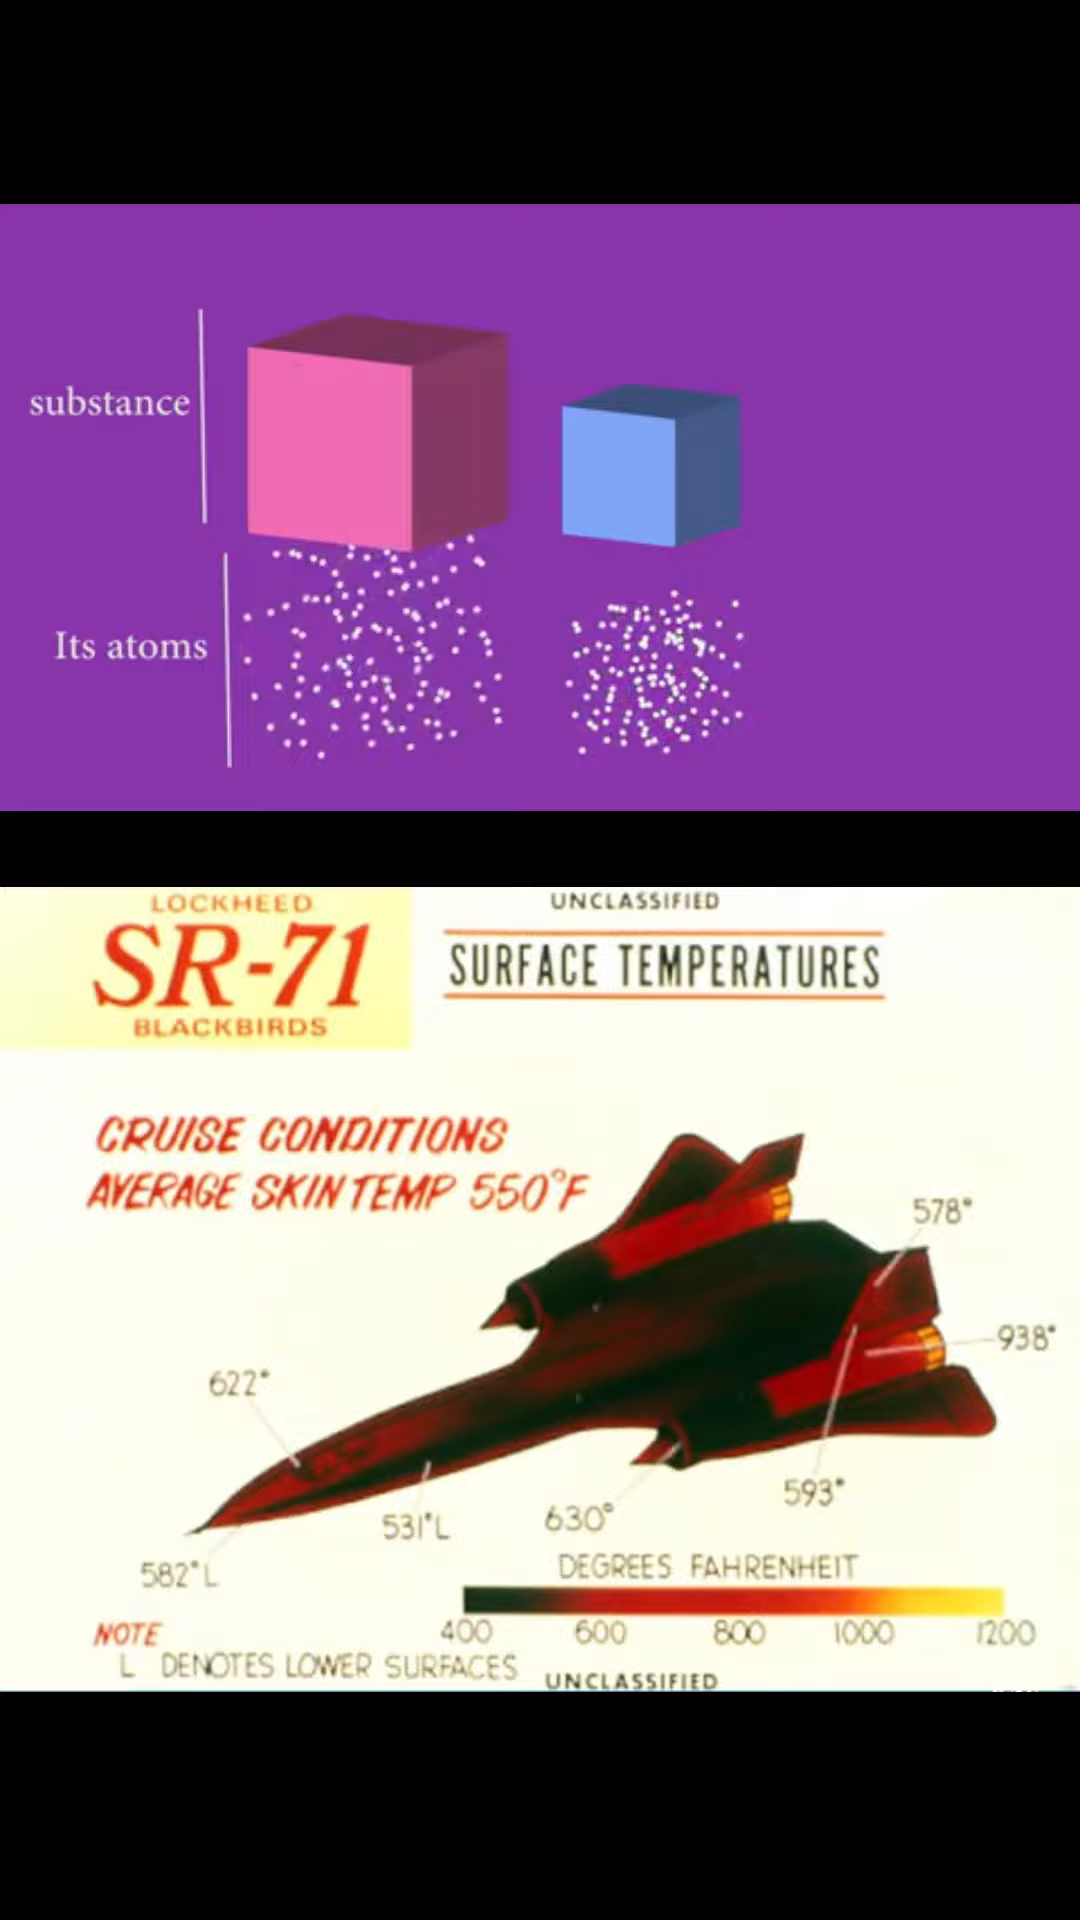 substance
Its atoms
LOCKHEED
SR-71
BLACKBIRDS
UNCLASSIFIED
SURFACE TEMPERATURES
CRUISE CONDITIONS
AVERAGE SKIN TEMP 550°F
578°
938°
622°
593°
630°
531°L
582°L
DEGREES FAHRENHEIT
400 600 800 1000 1200
NOTE
L DENOTES LOWER SURFACES
UNCLASSIFIED